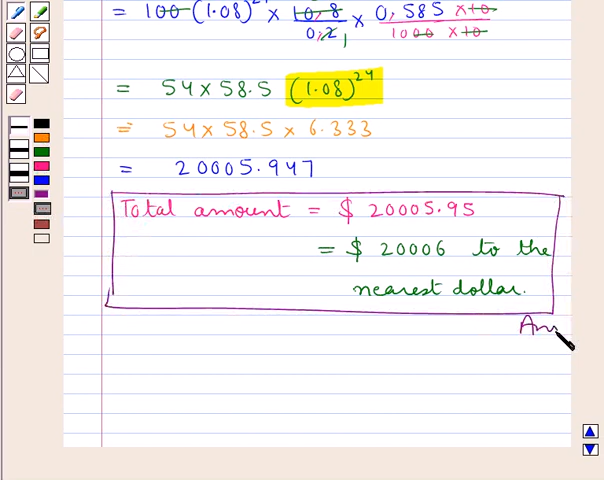 = 100 (1.08)²⁴ × 10.8/0.2 × 0.585 ×10/1000 ×10
= 54 × 58.5 (1.08)²⁴
= 54 × 58.5 × 6.333
= 20005.947
Total amount = $ 20005.95
= $ 20006 to the
nearest dollar.
An